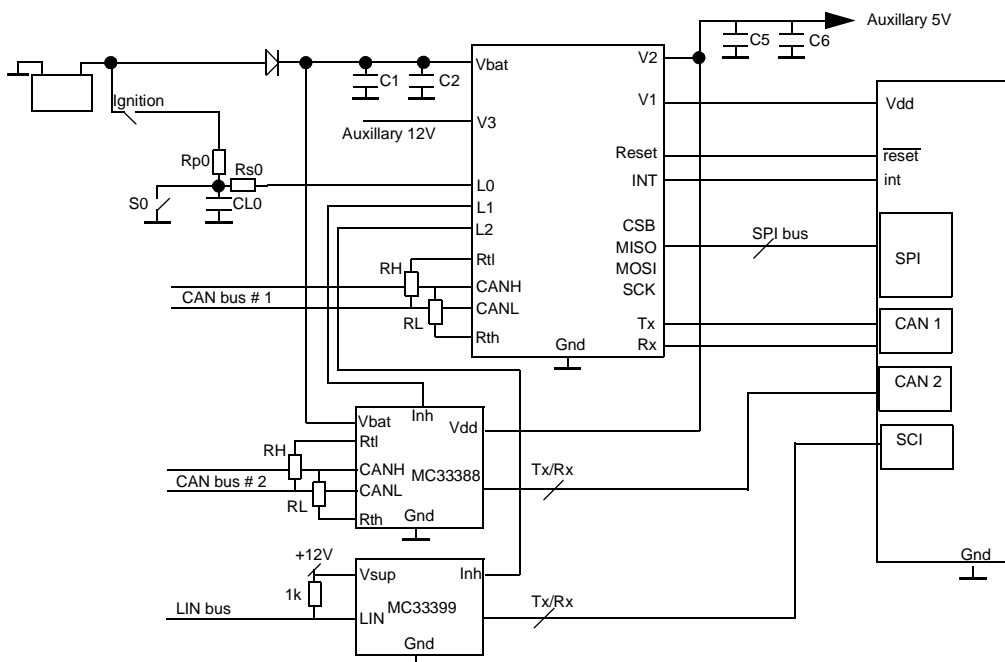 Auxillary 5V
C5
C6
Vbat
V2
C1
C2
Ignition
V1
Vdd
Auxillary 12V
V3
Rp0
Reset
reset
Rs0
L0
INT
int
S0
CL0
L1
L2
CSB
SPI bus
MISO
SPI
Rtl
MOSI
RH
CANH
SCK
CAN bus # 1
CANL
RL
Tx
CAN 1
Rth
Gnd
Rx
CAN 2
Inh
Vbat
Vdd
Rtl
SCI
RH
CANH
MC33388
Tx/Rx
CAN bus # 2
CANL
RL
Rth
Gnd
+12V
Vsup
Inh
Gnd
1k
MC33399
Tx/Rx
LIN bus
LIN
Gnd